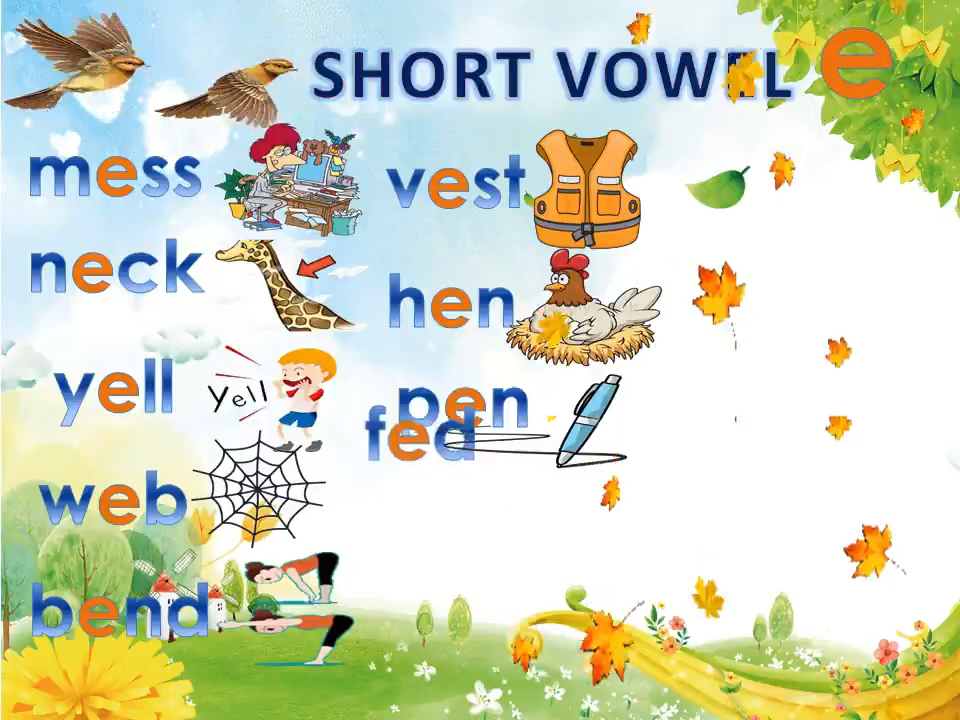 SHORT VOWEL e
mess
neck
yell
Yell
web
bend
vest
hen
pen
fed